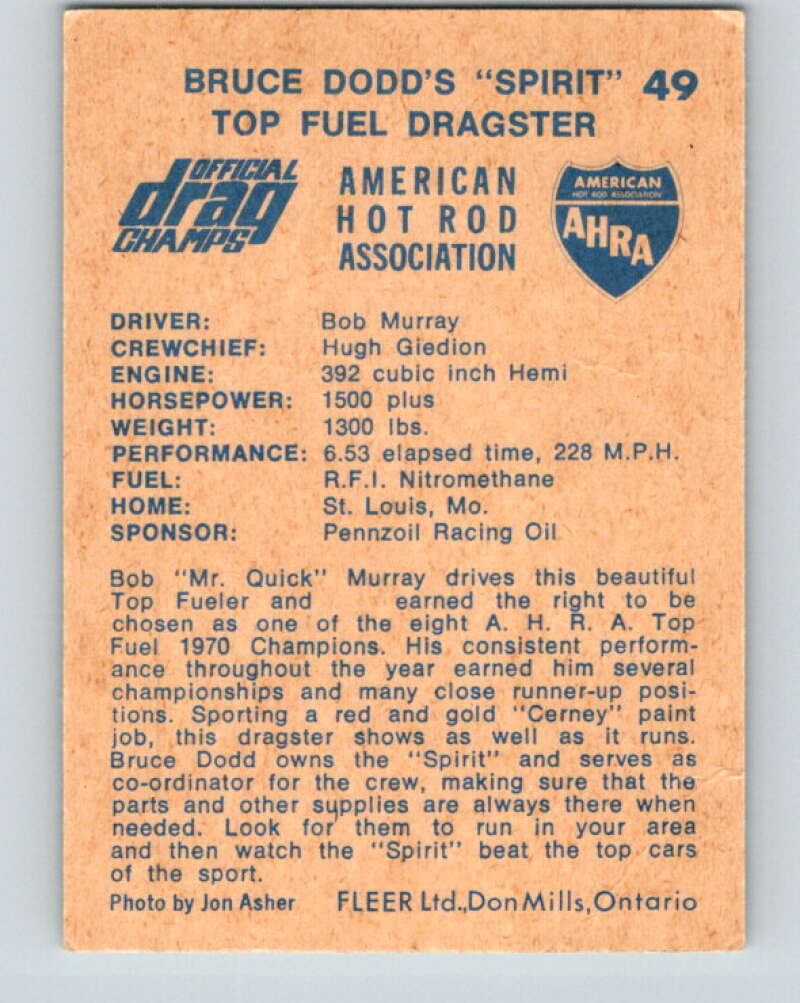 BRUCE DODD'S "SPIRIT" 49
TOP FUEL DRAGSTER
OFFICIAL
drag
CHAMPS
AMERICAN
HOT ROD
ASSOCIATION
AMERICAN
HOT ROD ASSOCIATION
AHRA
DRIVER: Bob Murray
CREWCHIEF: Hugh Giedion
ENGINE: 392 cubic inch Hemi
HORSEPOWER: 1500 plus
WEIGHT: 1300 lbs.
PERFORMANCE: 6.53 elapsed time, 228 M.P.H.
FUEL: R.F.I. Nitromethane
HOME: St. Louis, Mo.
SPONSOR: Pennzoil Racing Oil
Bob "Mr. Quick" Murray drives this beautiful
Top Fueler and earned the right to be
chosen as one of the eight A. H. R. A. Top
Fuel 1970 Champions. His consistent perform-
ance throughout the year earned him several
championships and many close runner-up posi-
tions. Sporting a red and gold "Cerney" paint
job, this dragster shows as well as it runs.
Bruce Dodd owns the "Spirit" and serves as
co-ordinator for the crew, making sure that the
parts and other supplies are always there when
needed. Look for them to run in your area
and then watch the "Spirit" beat the top cars
of the sport.
Photo by Jon Asher FLEER Ltd., Don Mills, Ontario